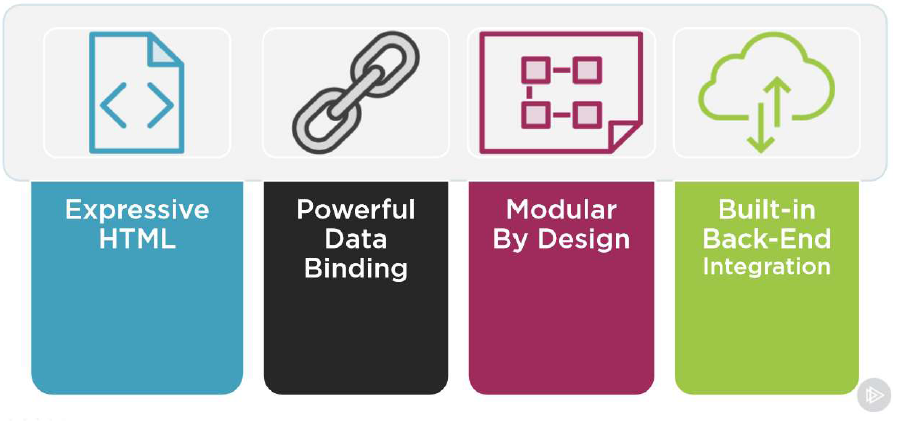 Expressive
HTML
Powerful
Data
Binding
Modular
By Design
Built-in
Back-End
Integration